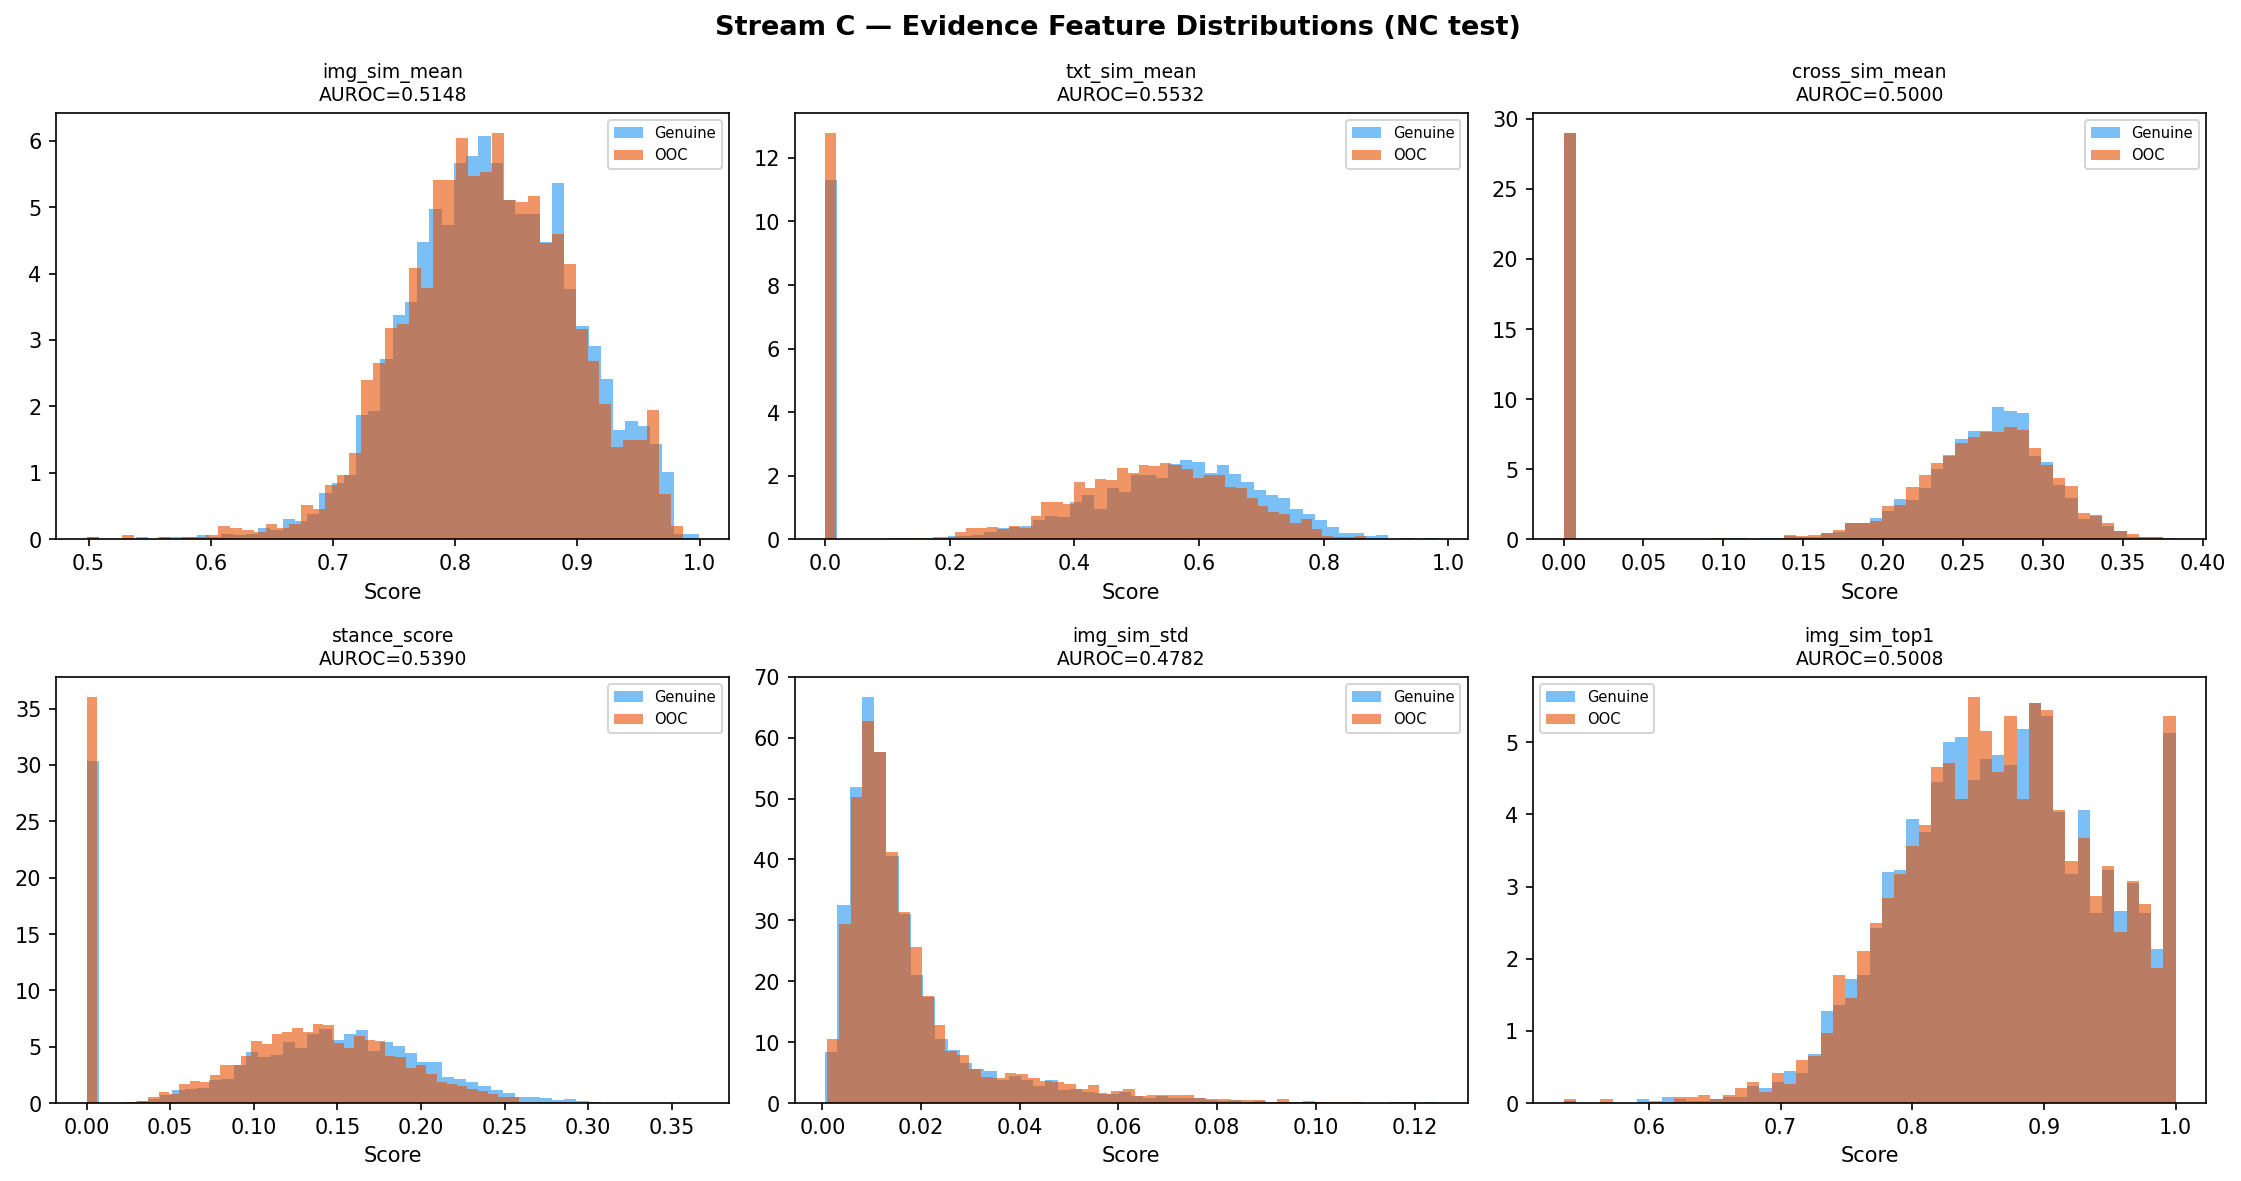 Stream C — Evidence Feature Distributions (NC test)
img_sim_mean
AUROC=0.5148
Genuine
OOC
6
5
4
3
2
1
0
0.5 0.6 0.7 0.8 0.9 1.0
Score
txt_sim_mean
AUROC=0.5532
Genuine
OOC
12
10
8
6
4
2
0
0.0 0.2 0.4 0.6 0.8 1.0
Score
cross_sim_mean
AUROC=0.5000
Genuine
OOC
30
25
20
15
10
5
0
0.00 0.05 0.10 0.15 0.20 0.25 0.30 0.35 0.40
Score
stance_score
AUROC=0.5390
Genuine
OOC
35
30
25
20
15
10
5
0
0.00 0.05 0.10 0.15 0.20 0.25 0.30 0.35
Score
img_sim_std
AUROC=0.4782
Genuine
OOC
70
60
50
40
30
20
10
0
0.00 0.02 0.04 0.06 0.08 0.10 0.12
Score
img_sim_top1
AUROC=0.5008
Genuine
OOC
5
4
3
2
1
0
0.6 0.7 0.8 0.9 1.0
Score